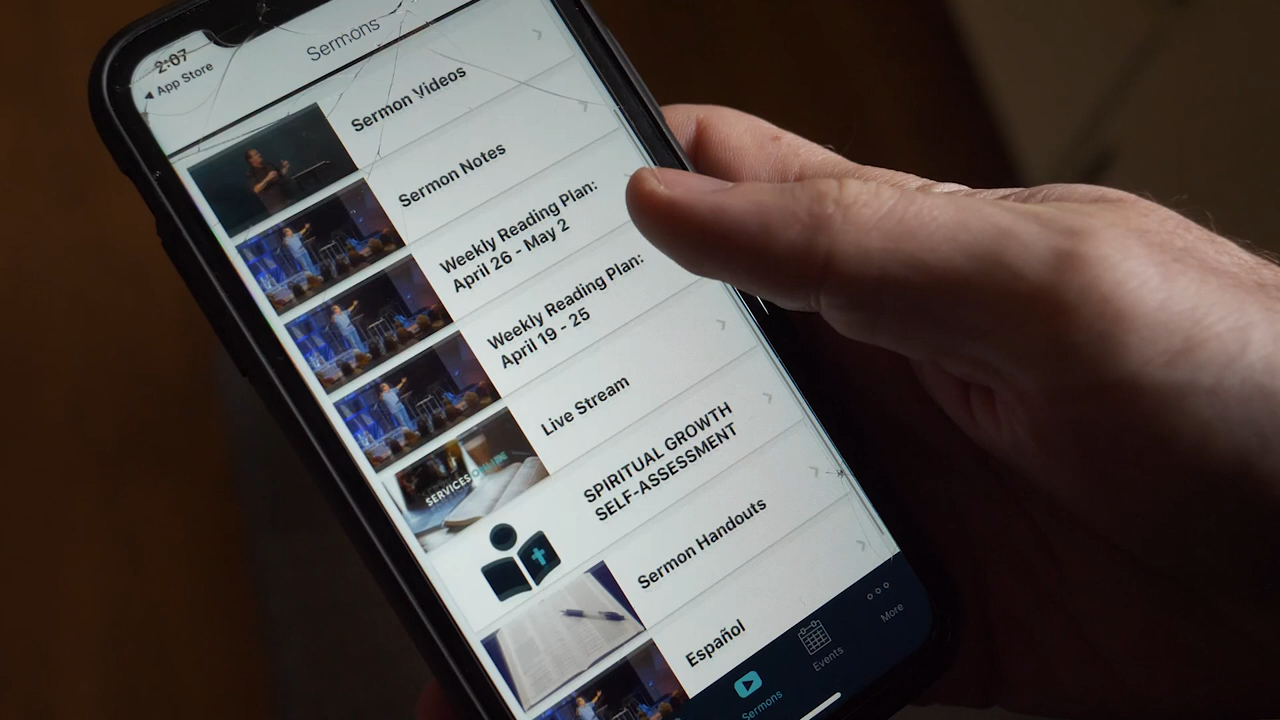 2:07
App Store
Sermons
Sermon Videos
Sermon Notes
Weekly Reading Plan:
April 26 - May 2
Weekly Reading Plan:
April 19 - 25
Live Stream
SERVICES ONLINE
SPIRITUAL GROWTH
SELF-ASSESSMENT
Sermon Handouts
Español
Sermons
Events
More